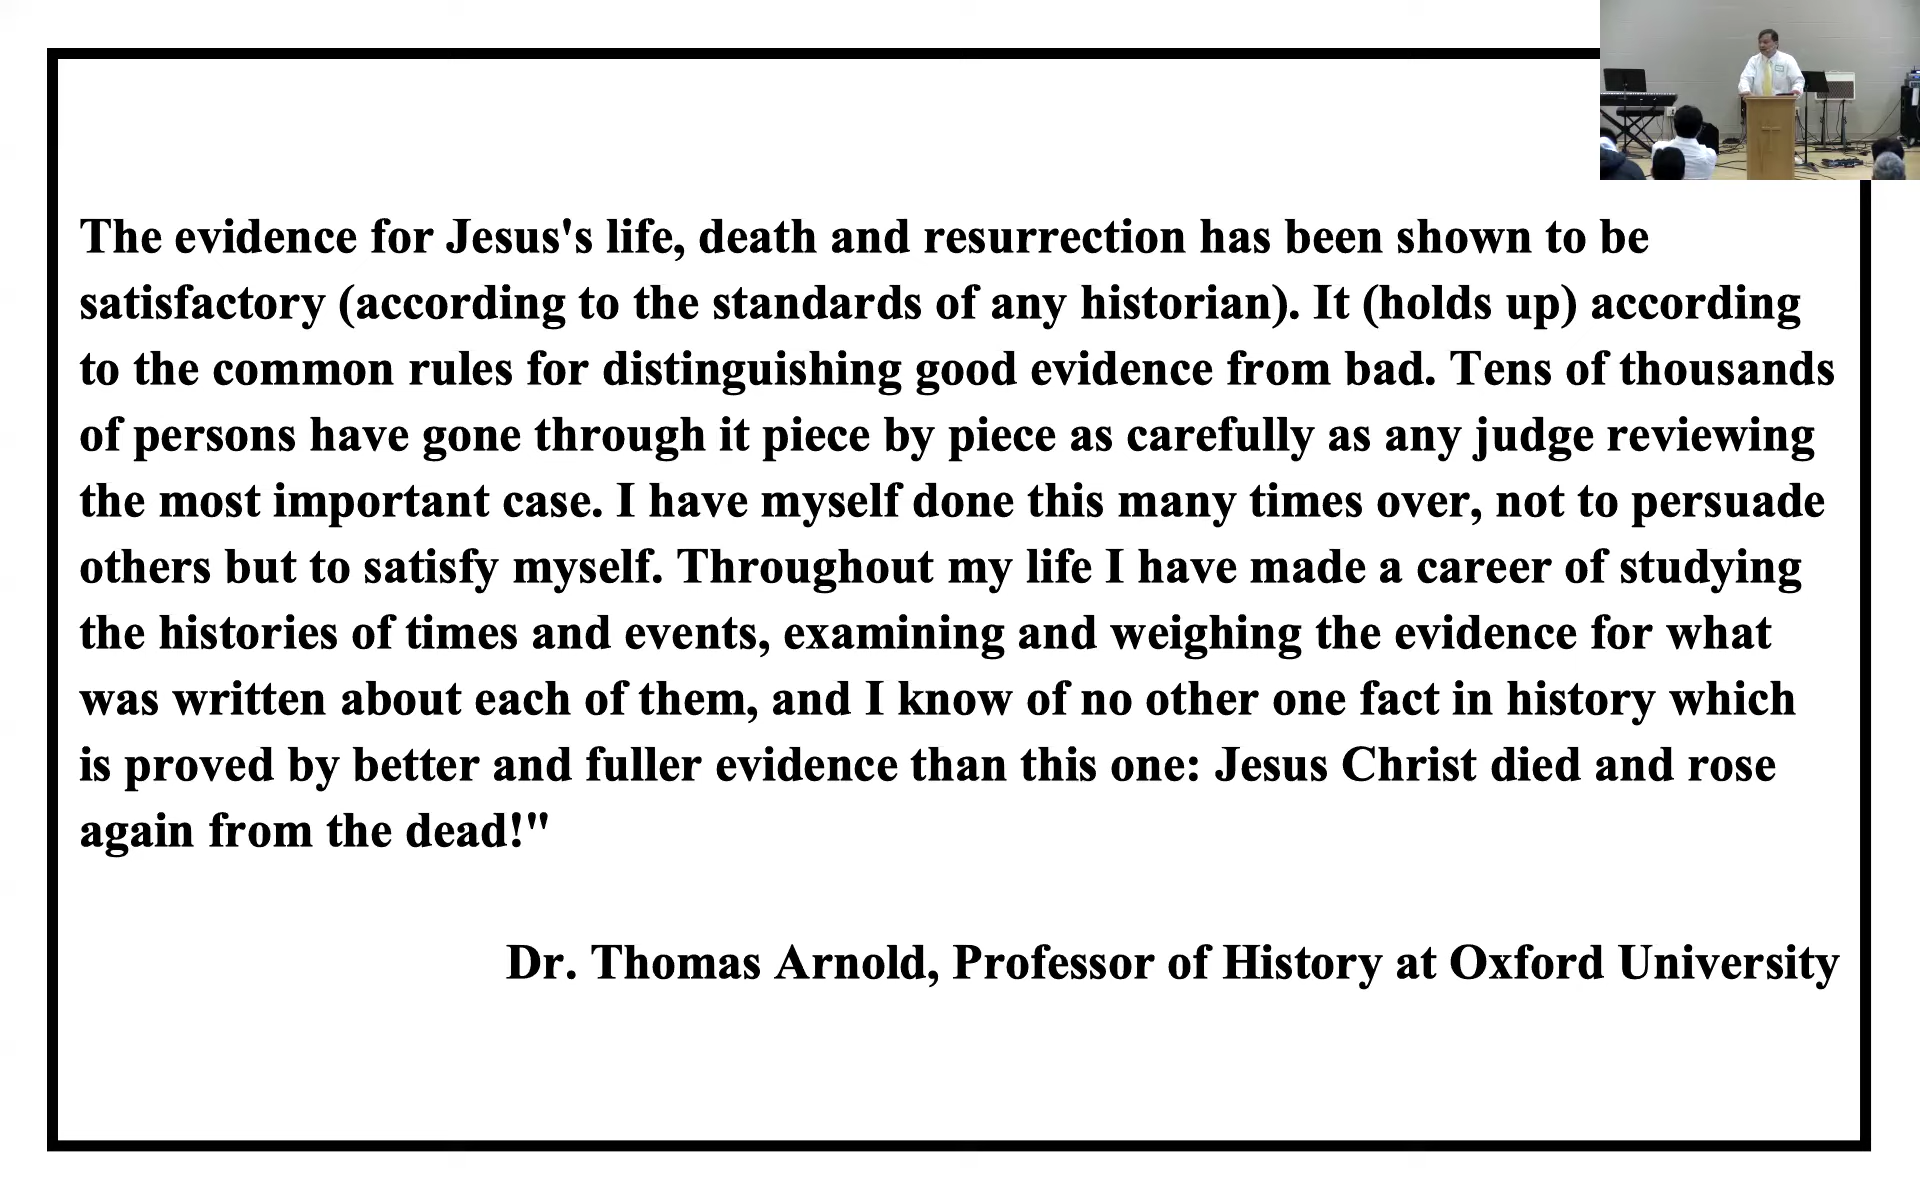 The evidence for Jesus's life, death and resurrection has been shown to be
satisfactory (according to the standards of any historian). It (holds up) according
to the common rules for distinguishing good evidence from bad. Tens of thousands
of persons have gone through it piece by piece as carefully as any judge reviewing
the most important case. I have myself done this many times over, not to persuade
others but to satisfy myself. Throughout my life I have made a career of studying
the histories of times and events, examining and weighing the evidence for what
was written about each of them, and I know of no other one fact in history which
is proved by better and fuller evidence than this one: Jesus Christ died and rose
again from the dead!"
Dr. Thomas Arnold, Professor of History at Oxford University